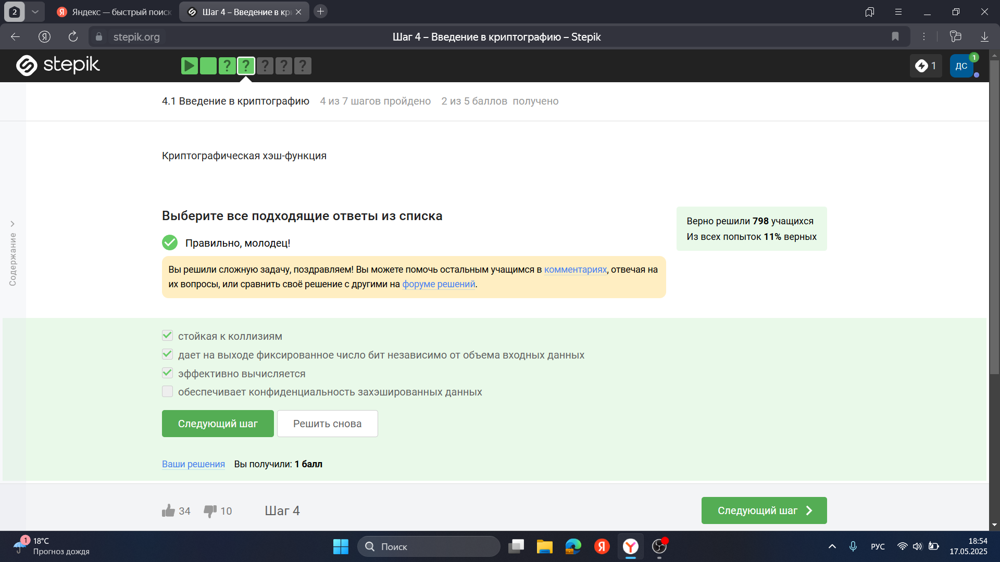 2
Яндекс — быстрый поиск
Шаг 4 – Введение в кр
stepik.org
Шаг 4 – Введение в криптографию – Stepik
stepik
? ? ? ? ?
1
ДС
1
4.1 Введение в криптографию 4 из 7 шагов пройдено 2 из 5 баллов получено
Содержание
Криптографическая хэш-функция
Выберите все подходящие ответы из списка
Верно решили 798 учащихся
Из всех попыток 11% верных
Правильно, молодец!
Вы решили сложную задачу, поздравляем! Вы можете помочь остальным учащимся в комментариях, отвечая на
их вопросы, или сравнить своё решение с другими на форуме решений.
стойкая к коллизиям
дает на выходе фиксированное число бит независимо от объема входных данных
эффективно вычисляется
обеспечивает конфиденциальность захэшированных данных
Следующий шаг
Решить снова
Ваши решения Вы получили: 1 балл
34
10
Шаг 4
Следующий шаг
1
18°C
Прогноз дождя
Поиск
РУС
18:54
17.05.2025